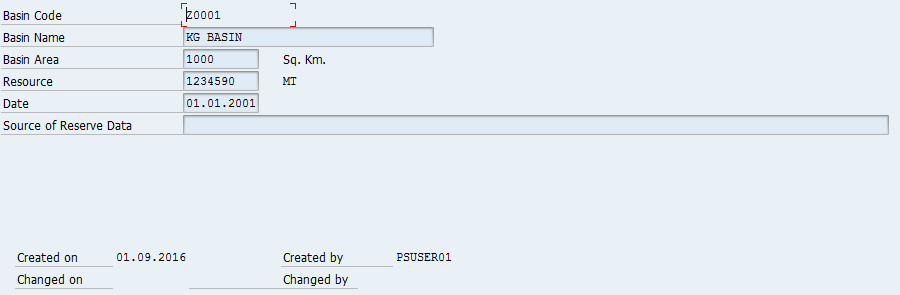 Basin Code Z0001
Basin Name KG BASIN
Basin Area 1000 Sq. Km.
Resource 1234590 MT
Date 01.01.2001
Source of Reserve Data
Created on 01.09.2016 Created by PSUSER01
Changed on Changed by